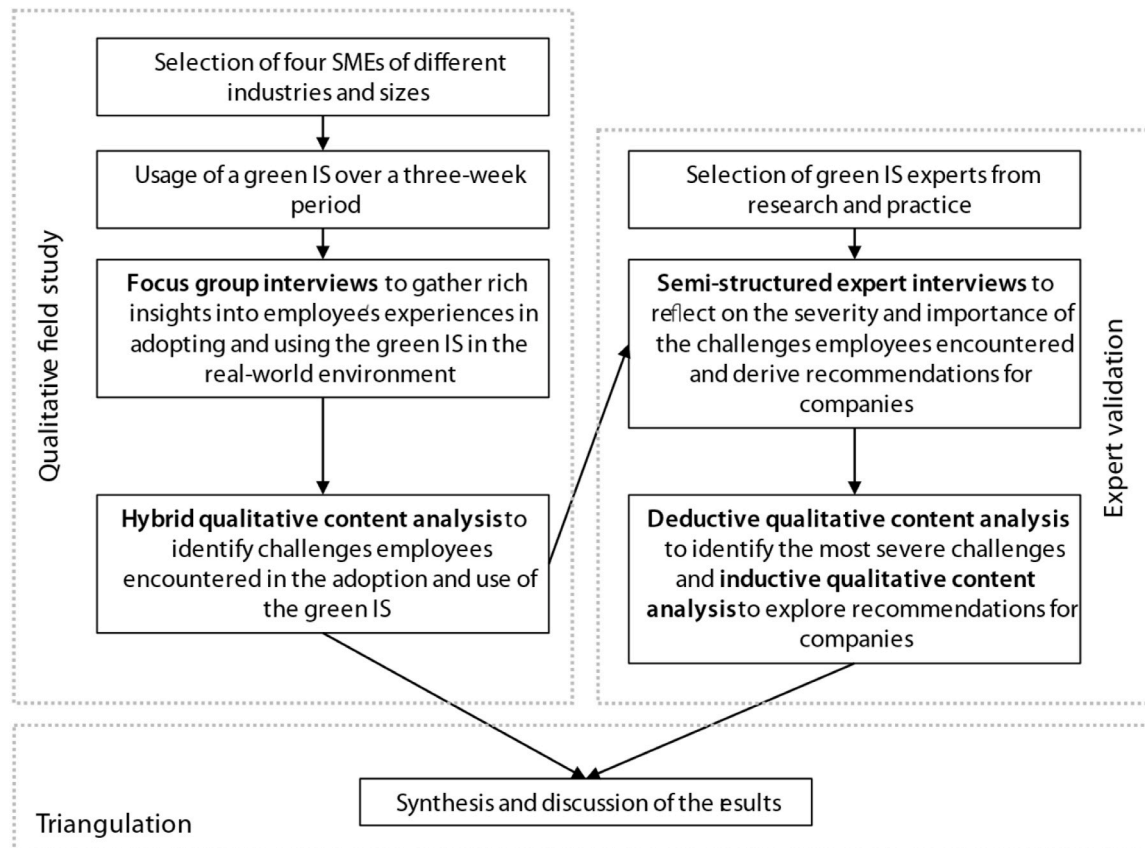 Selection of four SMEs of different
industries and sizes
Usage of a green IS over a three-week
period
Focus group interviews to gather rich
insights into employee's experiences in
adopting and using the green IS in the
real-world environment
Hybrid qualitative content analysis to
identify challenges employees
encountered in the adoption and use of
the green IS
Qualitative field study
Selection of green IS experts from
research and practice
Semi-structured expert interviews to
reflect on the severity and importance of
the challenges employees encountered
and derive recommendations for
companies
Deductive qualitative content analysis
to identify the most severe challenges
and inductive qualitative content
analysis to explore recommendations for
companies
Expert validation
Synthesis and discussion of the results
Triangulation